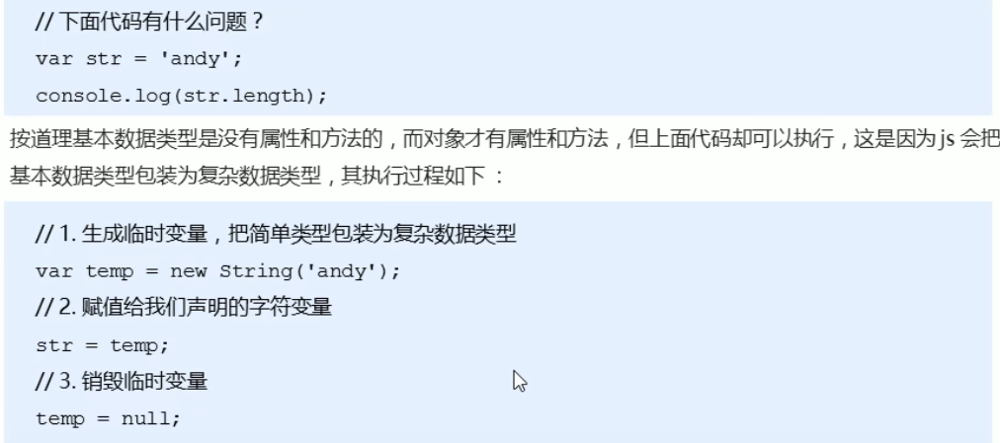 // 下面代码有什么问题？
var str = 'andy';
console.log(str.length);
按道理基本数据类型是没有属性和方法的，而对象才有属性和方法，但上面代码却可以执行，这是因为 js 会把
基本数据类型包装为复杂数据类型，其执行过程如下 ：
// 1. 生成临时变量，把简单类型包装为复杂数据类型
var temp = new String('andy');
// 2. 赋值给我们声明的字符变量
str = temp;
// 3. 销毁临时变量
temp = null;